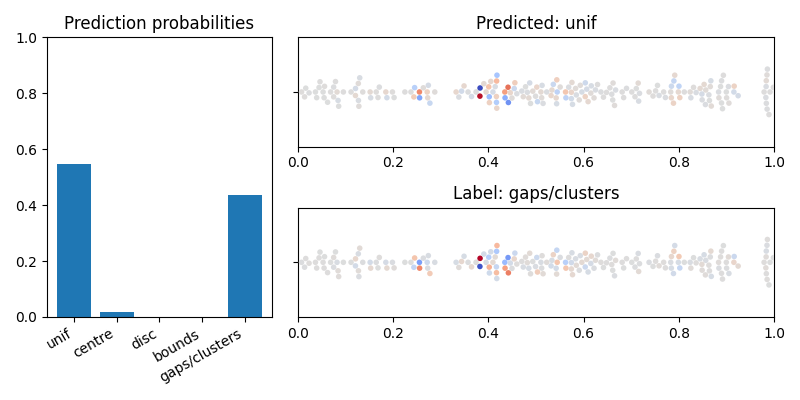 Prediction probabilities
1.0
0.8
0.6
0.4
0.2
0.0
unif
centre
disc
bounds
gaps/clusters
Predicted: unif
0.0 0.2 0.4 0.6 0.8 1.0
Label: gaps/clusters
0.0 0.2 0.4 0.6 0.8 1.0